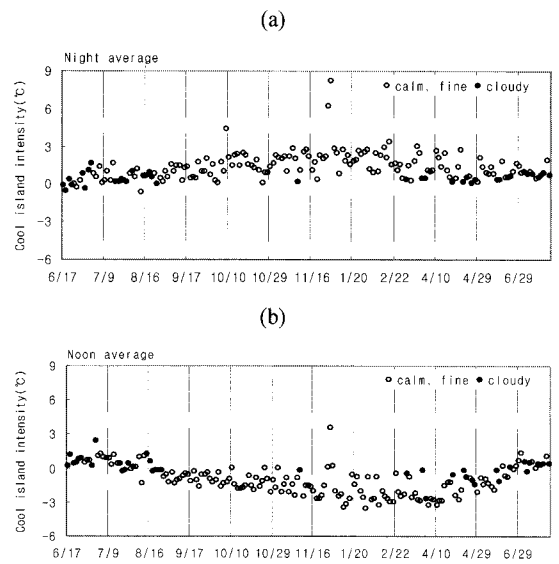 (a)
Night average
calm, fine cloudy
Cool island intensity(℃)
9
6
3
0
-3
-6
6/17 7/9 8/16 9/17 10/10 10/29 11/16 1/20 2/22 4/10 4/29 6/29
(b)
Noon average
calm, fine cloudy
Cool island intensity(℃)
9
6
3
0
-3
-6
6/17 7/9 8/16 9/17 10/10 10/29 11/16 1/20 2/22 4/10 4/29 6/29